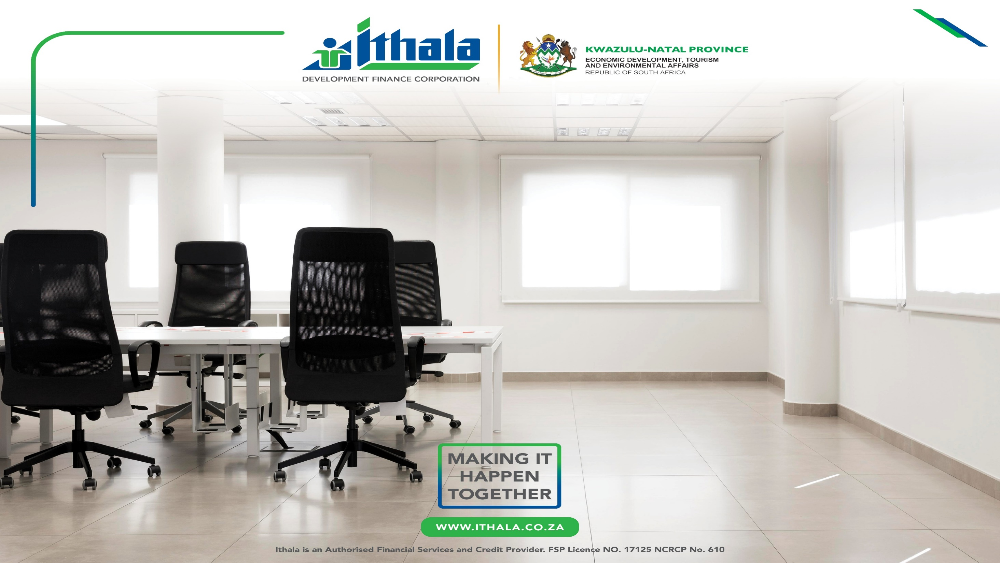 ithala
DEVELOPMENT FINANCE CORPORATION
KWAZULU-NATAL PROVINCE
ECONOMIC DEVELOPMENT, TOURISM
AND ENVIRONMENTAL AFFAIRS
REPUBLIC OF SOUTH AFRICA
MAKING IT
HAPPEN
TOGETHER
WWW.ITHALA.CO.ZA
Ithala is an Authorised Financial Services and Credit Provider. FSP Licence NO. 17125 NCRCP No. 610